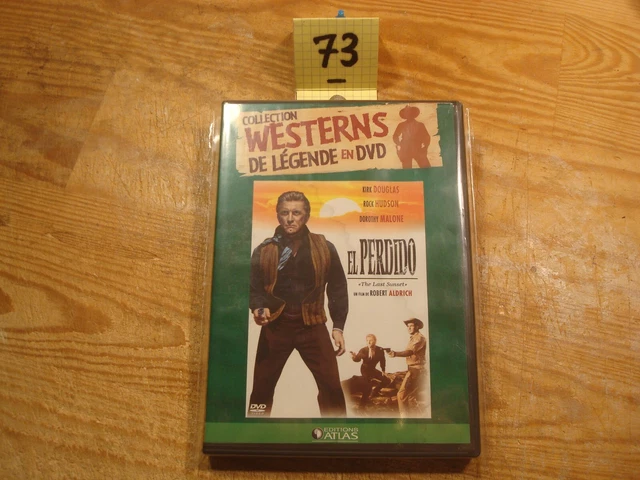 73
COLLECTION
WESTERNS
DE LÉGENDE EN DVD
KIRK DOUGLAS
ROCK HUDSON
DOROTHY MALONE
EL PERDIDO
«The Last Sunset»
UN FILM DE ROBERT ALDRICH
DVD
EDITIONS
ATLAS